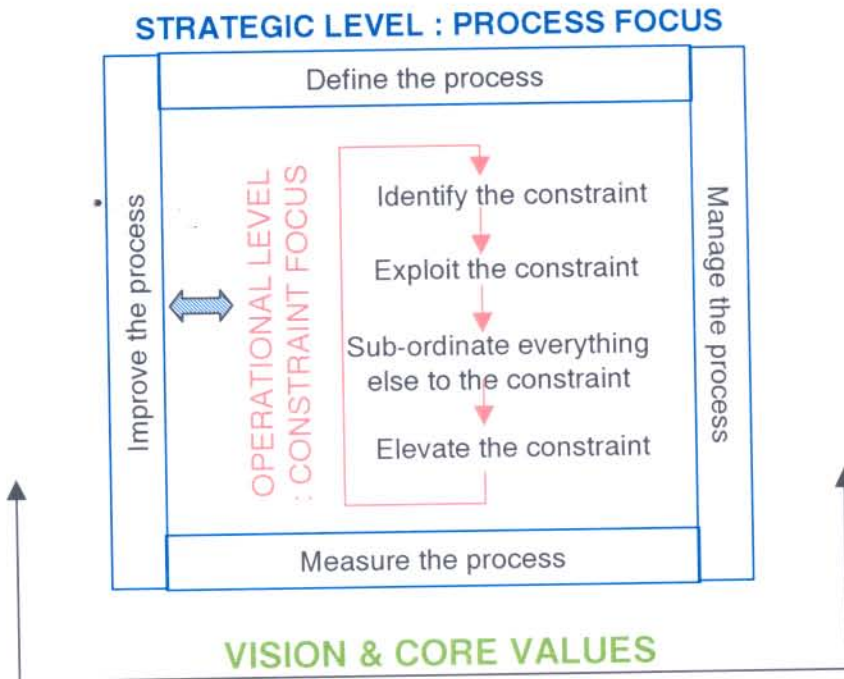 STRATEGIC LEVEL : PROCESS FOCUS
Define the process
Improve the process
OPERATIONAL LEVEL
: CONSTRAINT FOCUS
Identify the constraint
Exploit the constraint
Sub-ordinate everything
else to the constraint
Elevate the constraint
Manage the process
Measure the process
VISION & CORE VALUES